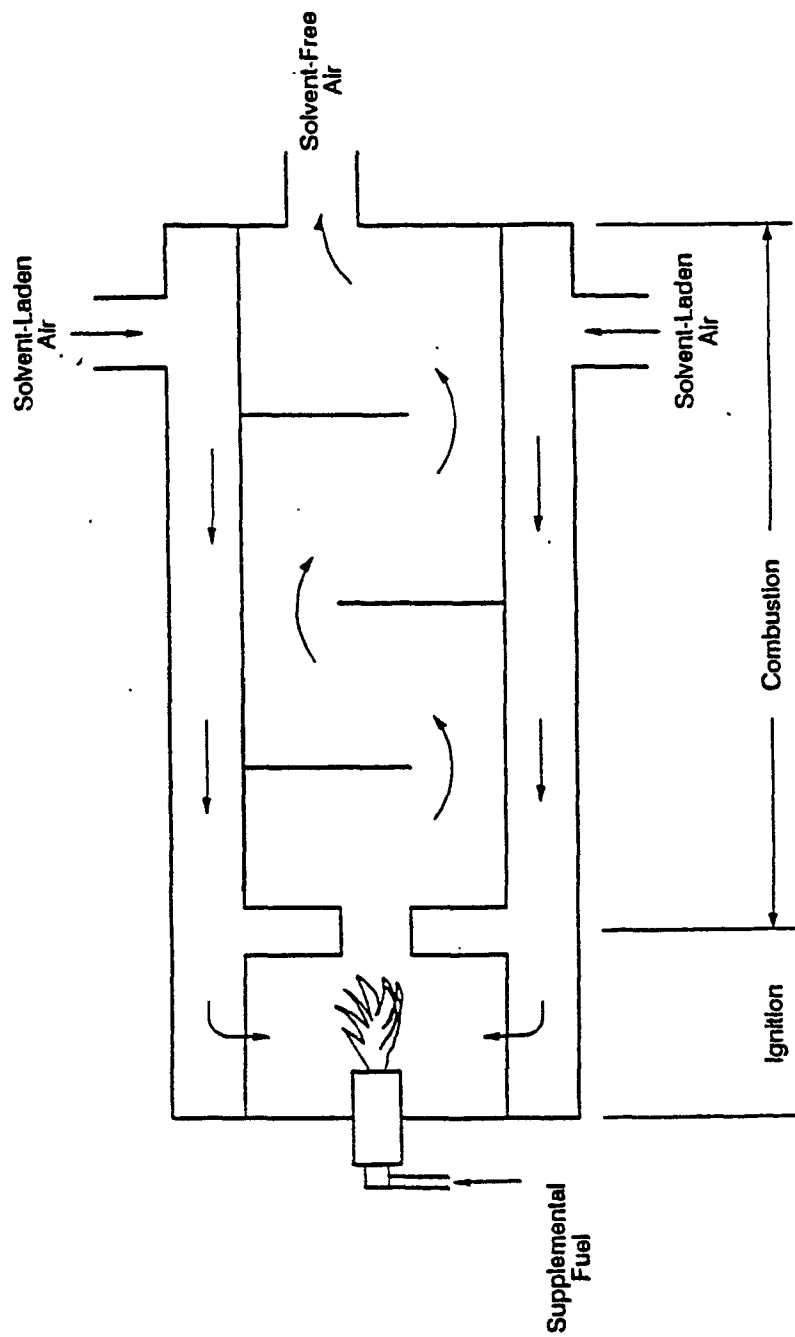 Solvent-Laden
Air
Solvent-Free
Air
Solvent-Laden
Air
Supplemental
Fuel
Ignition
Combustion